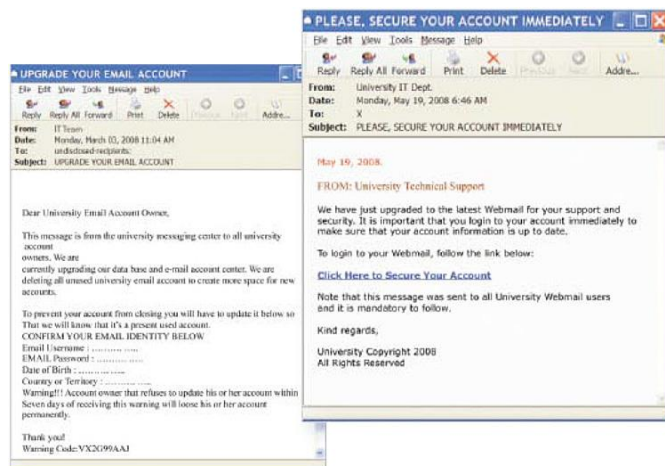 UPGRADE YOUR EMAIL ACCOUNT
File Edit View Tools Message Help
Reply Reply All Forward Print Delete Previous Next Addre...
From: IT Team
Date: Monday, March 03, 2008 11:04 AM
To: undisclosed-recipients:
Subject: UPGRADE YOUR EMAIL ACCOUNT
Dear University Email Account Owner,
This message is from the university messaging center to all university
account
owners. We are
currently upgrading our data base and e-mail account center. We are
deleting all unused university email account to create more space for new
accounts.
To prevent your account from closing you will have to update it below so
That we will know that it's a present used account.
CONFIRM YOUR EMAIL IDENTITY BELOW
Email Username : .......... .....
EMAIL Password : .......... .....
Date of Birth : .......... .....
Country or Territory : .......... .....
Warning!!! Account owner that refuses to update his or her account within
Seven days of receiving this warning will loose his or her account
permanently.
Thank you!
Warning Code:VX2G99AAJ
PLEASE, SECURE YOUR ACCOUNT IMMEDIATELY
File Edit View Tools Message Help
Reply Reply All Forward Print Delete Previous Next Addre...
From: University IT Dept.
Date: Monday, May 19, 2008 6:46 AM
To: X
Subject: PLEASE, SECURE YOUR ACCOUNT IMMEDIATELY
May 19, 2008.
FROM: University Technical Support
We have just upgraded to the latest Webmail for your support and
security. It is important that you login to your account immediately to
make sure that your account information is up to date.
To login to your Webmail, follow the link below:
Click Here to Secure Your Account
Note that this message was sent to all University Webmail users
and it is mandatory to follow.
Kind regards,
University Copyright 2008
All Rights Reserved